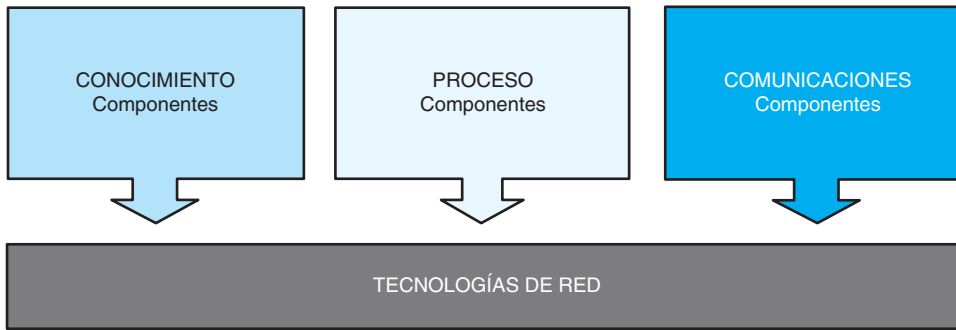 CONOCIMIENTO
Componentes
PROCESO
Componentes
COMUNICACIONES
Componentes
TECNOLOGÍAS DE RED